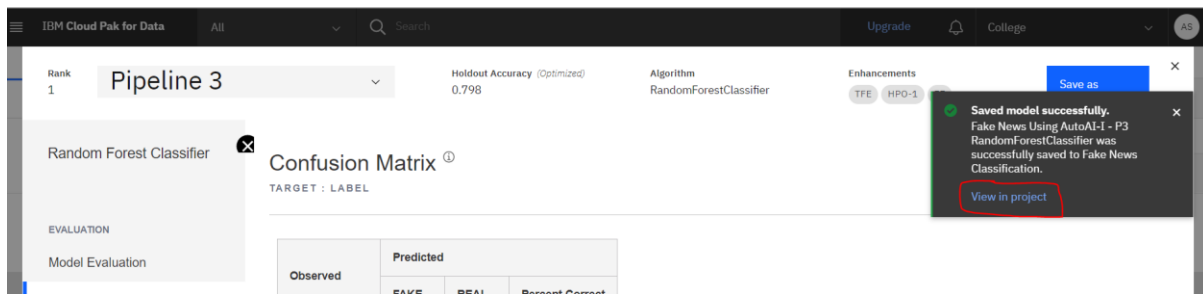 IBM Cloud Pak for Data
All
Search
Upgrade
College
AS
Rank
1
Pipeline 3
Holdout Accuracy (Optimized)
0.798
Algorithm
RandomForestClassifier
Enhancements
TFE HPO-1
Save as
Saved model successfully.
Fake News Using AutoAI-I - P3
RandomForestClassifier was
successfully saved to Fake News
Classification.
View in project
Random Forest Classifier
Confusion Matrix
TARGET : LABEL
EVALUATION
Model Evaluation
Observed
Predicted
FAKE REAL Percent Correct